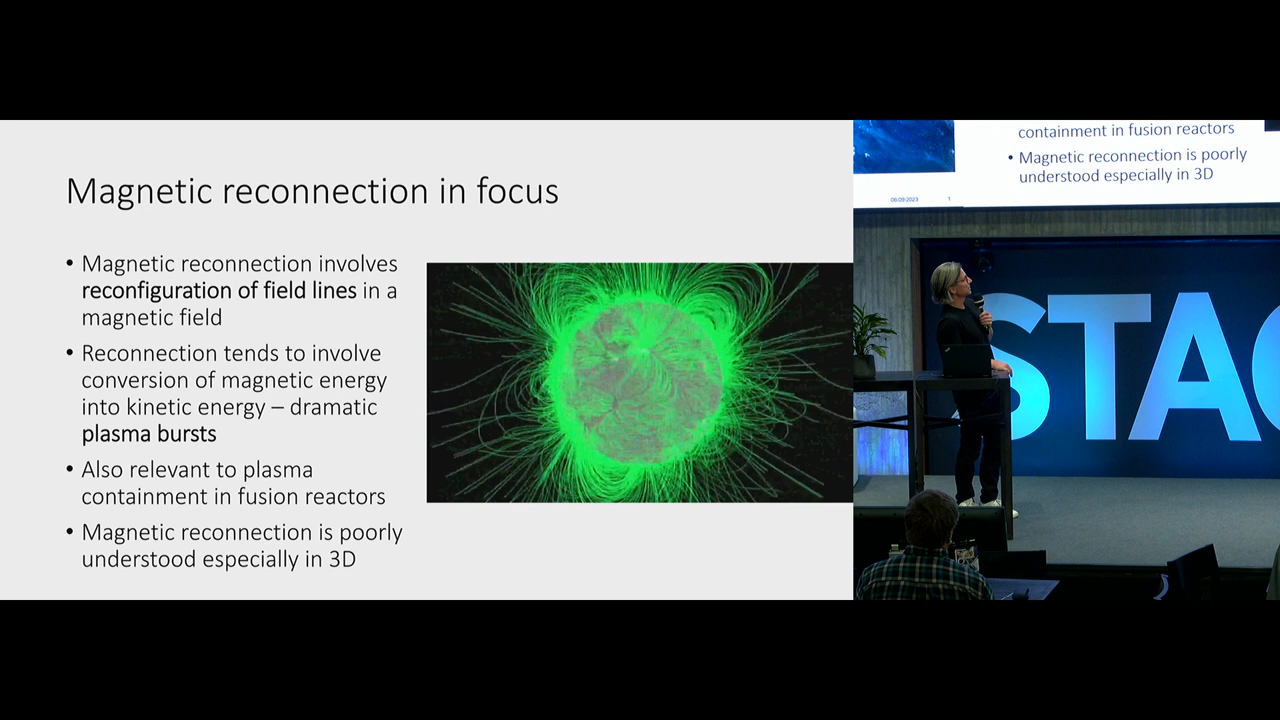 Magnetic reconnection in focus
• Magnetic reconnection involves
reconfiguration of field lines in a
magnetic field
• Reconnection tends to involve
conversion of magnetic energy
into kinetic energy – dramatic
plasma bursts
• Also relevant to plasma
containment in fusion reactors
• Magnetic reconnection is poorly
understood especially in 3D
containment in fusion reactors
• Magnetic reconnection is poorly
understood especially in 3D
06/09/2023 1
STAG